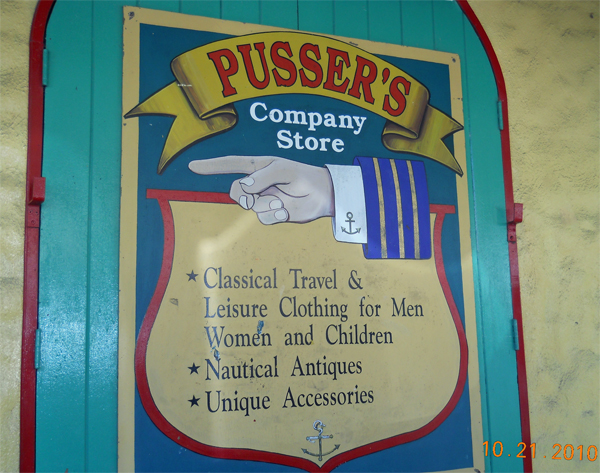 PUSSER'S
Company
Store
★ Classical Travel &
Leisure Clothing for Men
Women and Children
★ Nautical Antiques
★ Unique Accessories
10.21.2010